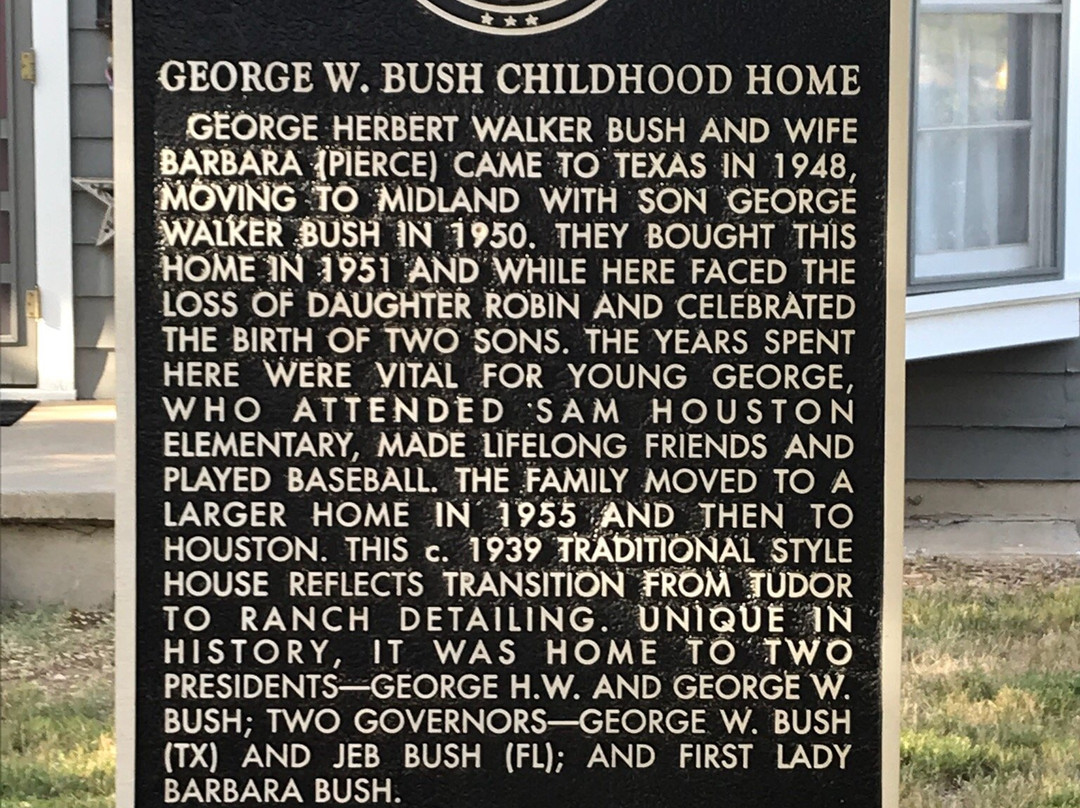 GEORGE W. BUSH CHILDHOOD HOME
GEORGE HERBERT WALKER BUSH AND WIFE
BARBARA (PIERCE) CAME TO TEXAS IN 1948,
MOVING TO MIDLAND WITH SON GEORGE
WALKER BUSH IN 1950. THEY BOUGHT THIS
HOME IN 1951 AND WHILE HERE FACED THE
LOSS OF DAUGHTER ROBIN AND CELEBRATED
THE BIRTH OF TWO SONS. THE YEARS SPENT
HERE WERE VITAL FOR YOUNG GEORGE,
WHO ATTENDED SAM HOUSTON
ELEMENTARY, MADE LIFELONG FRIENDS AND
PLAYED BASEBALL. THE FAMILY MOVED TO A
LARGER HOME IN 1955 AND THEN TO
HOUSTON. THIS c. 1939 TRADITIONAL STYLE
HOUSE REFLECTS TRANSITION FROM TUDOR
TO RANCH DETAILING. UNIQUE IN
HISTORY, IT WAS HOME TO TWO
PRESIDENTS—GEORGE H.W. AND GEORGE W.
BUSH; TWO GOVERNORS—GEORGE W. BUSH
(TX) AND JEB BUSH (FL); AND FIRST LADY
BARBARA BUSH.